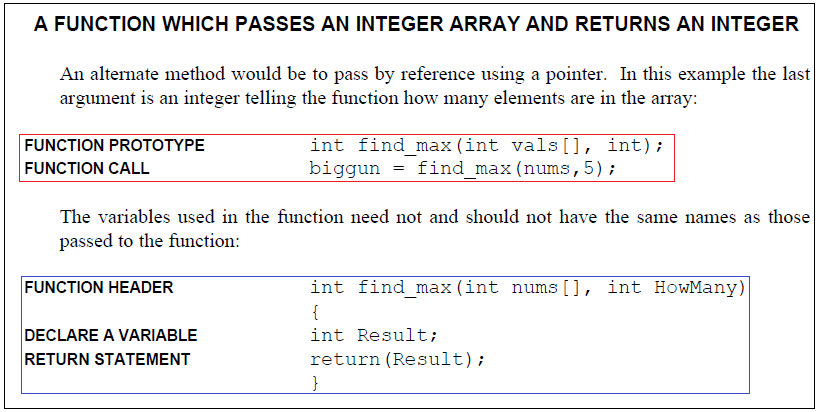 A FUNCTION WHICH PASSES AN INTEGER ARRAY AND RETURNS AN INTEGER
An alternate method would be to pass by reference using a pointer. In this example the last
argument is an integer telling the function how many elements are in the array:
FUNCTION PROTOTYPE int find_max(int vals[], int);
FUNCTION CALL biggun = find_max(nums,5);
The variables used in the function need not and should not have the same names as those
passed to the function:
FUNCTION HEADER int find_max(int nums[], int HowMany)
{
DECLARE A VARIABLE int Result;
RETURN STATEMENT return(Result);
}